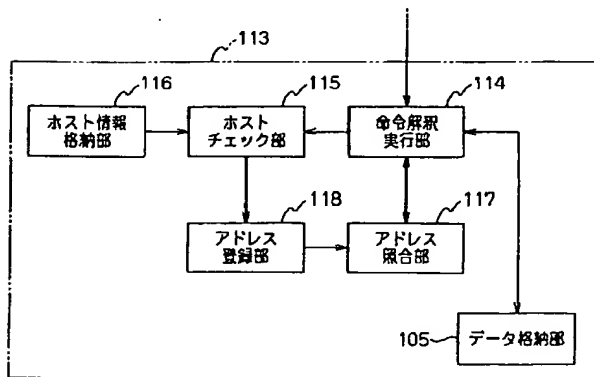 113
116
115
114
ホスト情報
格納部
ホスト
チェック部
命令解釈
実行部
118
117
アドレス
登録部
アドレス
照合部
105
データ格納部